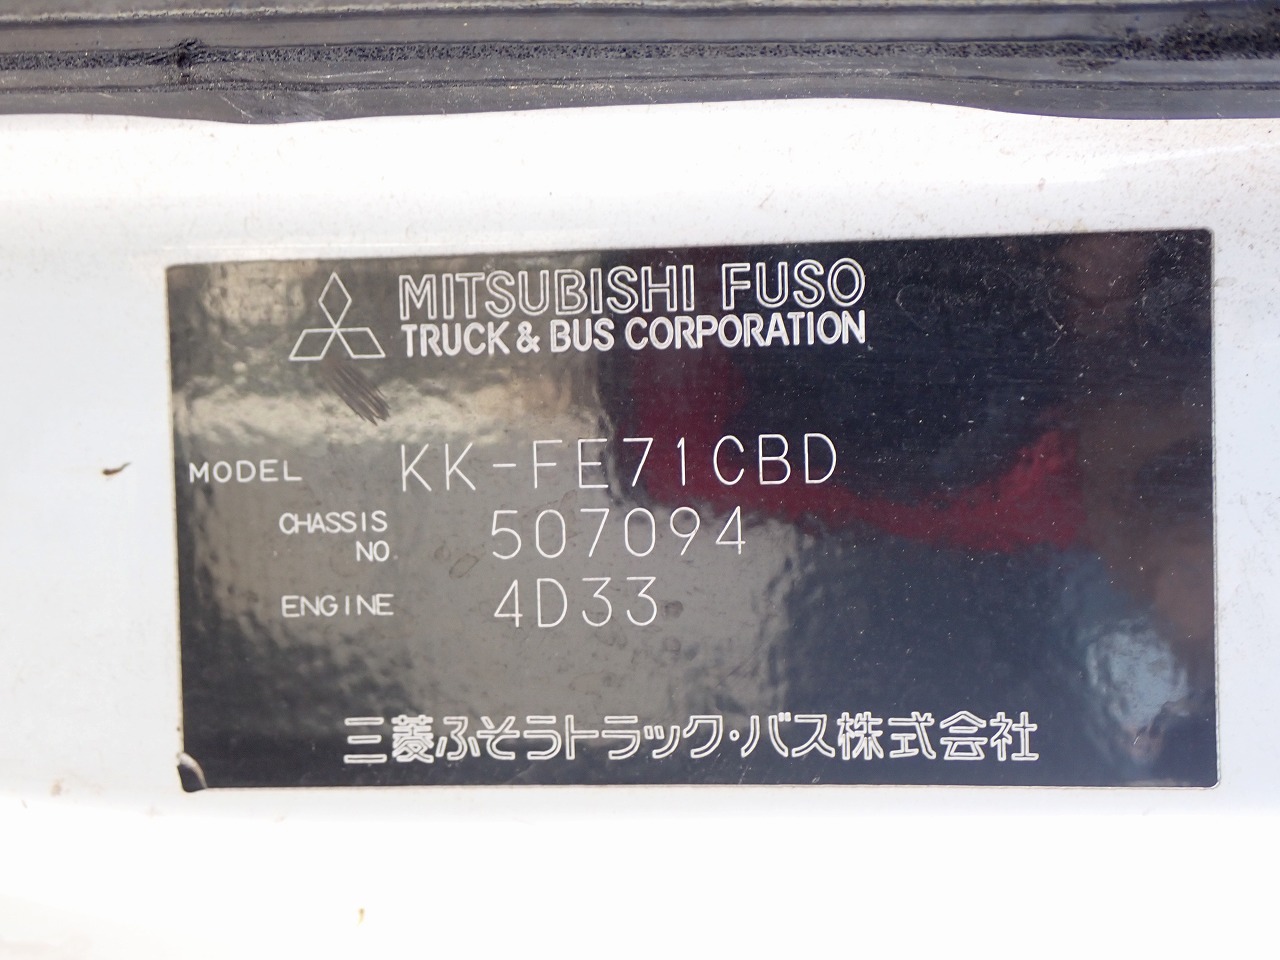 MITSUBISHI FUSO
TRUCK & BUS CORPORATION
MODEL KK-FE71CBD
CHASSIS NO. 507094
ENGINE 4D33
三菱ふそうトラック・バス株式会社